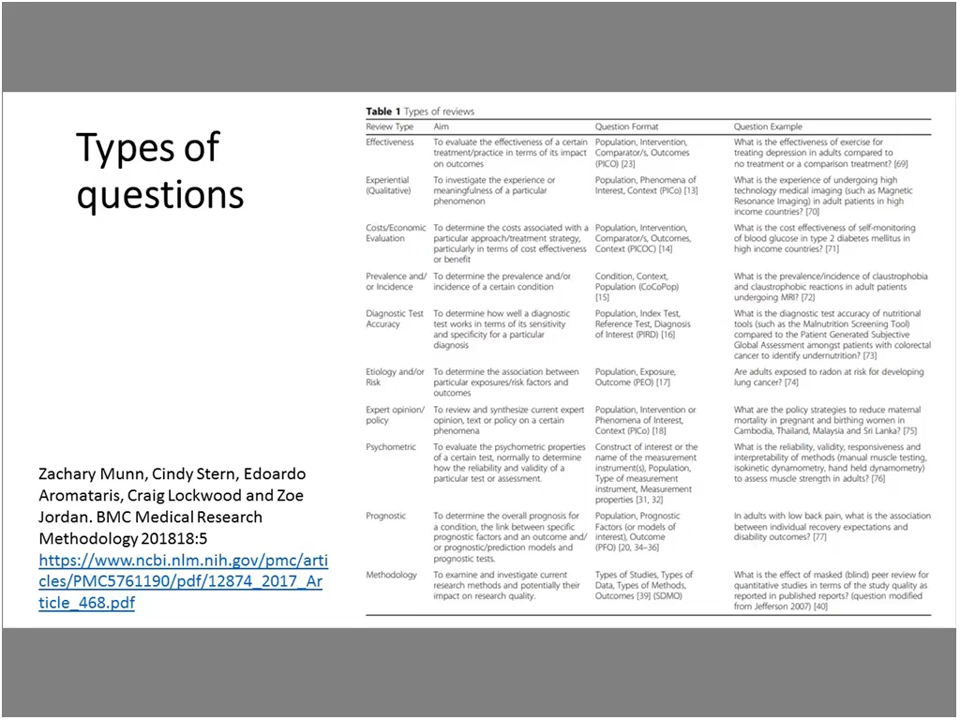 Types of
questions
Zachary Munn, Cindy Stern, Edoardo
Aromataris, Craig Lockwood and Zoe
Jordan. BMC Medical Research
Methodology 201818:5
https://www.ncbi.nlm.nih.gov/pmc/arti
cles/PMC5761190/pdf/12874_2017_Ar
ticle_468.pdf
Table 1 Types of reviews
Review Type Aim Question Format Question Example
Effectiveness To evaluate the effectiveness of a certain Population, Intervention, What is the effectiveness of exercise for
treatment/practice in terms of its impact Comparator/s, Outcomes treating depression in adults compared to
on outcomes (PICO) [23] no treatment or a comparison treatment? [69]
Experiential To investigate the experience or Population, Phenomena of What is the experience of undergoing high
(Qualitative) meaningfulness of a particular Interest, Context (PICo) [13] technology medical imaging (such as Magnetic
phenomenon Resonance Imaging) in adult patients in high
income countries? [70]
Costs/Economic To determine the costs associated with a Population, Intervention, What is the cost effectiveness of self-monitoring
Evaluation particular approach/treatment strategy, Comparator/s, Outcomes, of blood glucose in type 2 diabetes mellitus in
particularly in terms of cost effectiveness Context (PICOC) [14] high income countries? [71]
or benefit
Prevalence and/ To determine the prevalence and/or Condition, Context, What is the prevalence/incidence of claustrophobia
or Incidence incidence of a certain condition Population (CoCoPop) and claustrophobic reactions in adult patients
[15] undergoing MRI? [72]
Diagnostic Test To determine how well a diagnostic Population, Index Test, What is the diagnostic test accuracy of nutritional
Accuracy test works in terms of its sensitivity Reference Test, Diagnosis tools (such as the Malnutrition Screening Tool)
and specificity for a particular of Interest (PIRD) [16] compared to the Patient Generated Subjective
diagnosis Global Assessment amongst patients with colorectal
cancer to identify undernutrition? [73]
Etiology and/or To determine the association between Population, Exposure, Are adults exposed to radon at risk for developing
Risk particular exposures/risk factors and Outcome (PEO) [17] lung cancer? [74]
outcomes
Expert opinion/ To review and synthesize current expert Population, Intervention or What are the policy strategies to reduce maternal
policy opinion, text or policy on a certain Phenomena of Interest, mortality in pregnant and birthing women in
phenomena Context (PICo) [18] Cambodia, Thailand, Malaysia and Sri Lanka? [75]
Psychometric To evaluate the psychometric properties Construct of interest or the What is the reliability, validity, responsiveness and
of a certain test, normally to determine name of the measurement interpretability of methods (manual muscle testing,
how the reliability and validity of a instrument(s), Population, isokinetic dynamometry, hand held dynamometry)
particular test or assessment. Type of measurement to assess muscle strength in adults? [76]
instrument, Measurement
properties [31, 32]
Prognostic To determine the overall prognosis for Population, Prognostic In adults with low back pain, what is the association
a condition, the link between specific Factors (or models of between individual recovery expectations and
prognostic factors and an outcome and/ interest), Outcome disability outcomes? [77]
or prognostic/prediction models and (PFO) [20, 34–36]
prognostic tests.
Methodology To examine and investigate current Types of Studies, Types of What is the effect of masked (blind) peer review for
research methods and potentially their Data, Types of Methods, quantitative studies in terms of the study quality as
impact on research quality. Outcomes [39] (SDMO) reported in published reports? (question modified
from Jefferson 2007) [40]